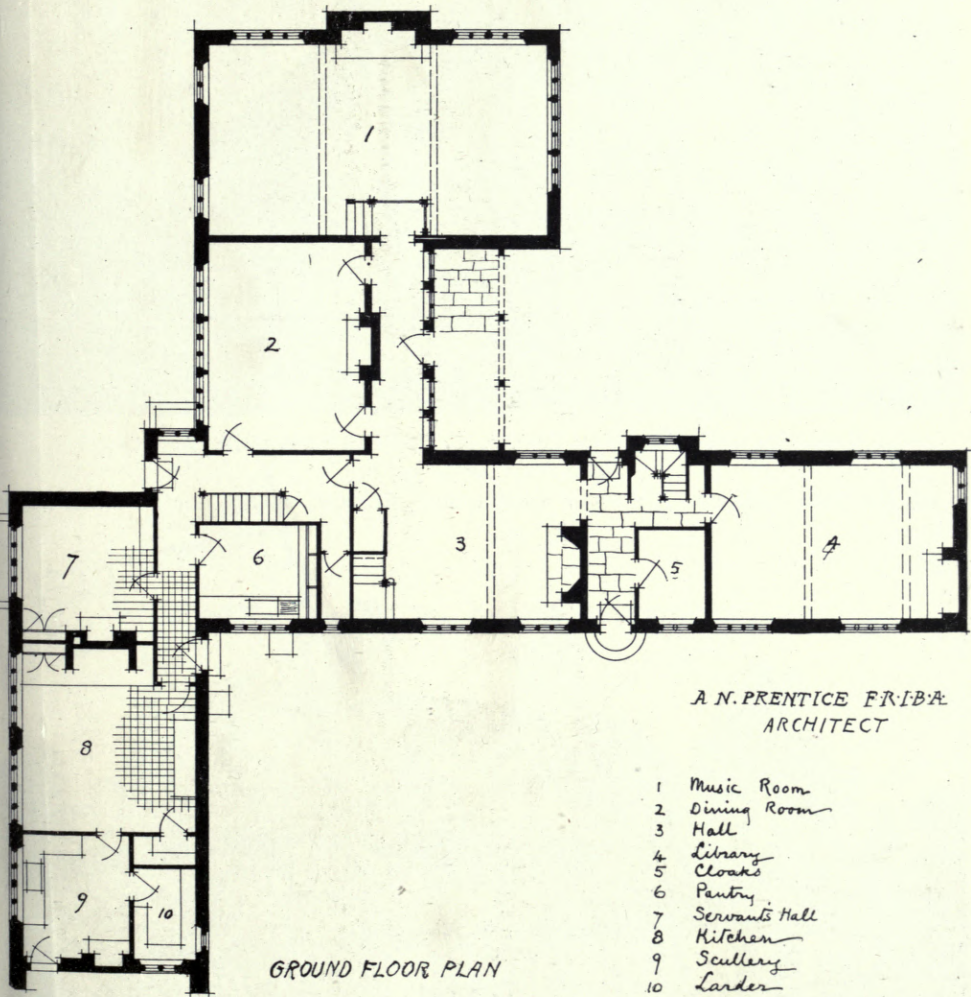 1
2
3
4
5
6
7
8
9
10
A.N. PRENTICE F·R·I·B·A·
ARCHITECT
1 Music Room
2 Dining Room
3 Hall
4 Library
5 Cloaks
6 Pantry
7 Servants Hall
8 Kitchen
9 Scullery
10 Larder
GROUND FLOOR PLAN